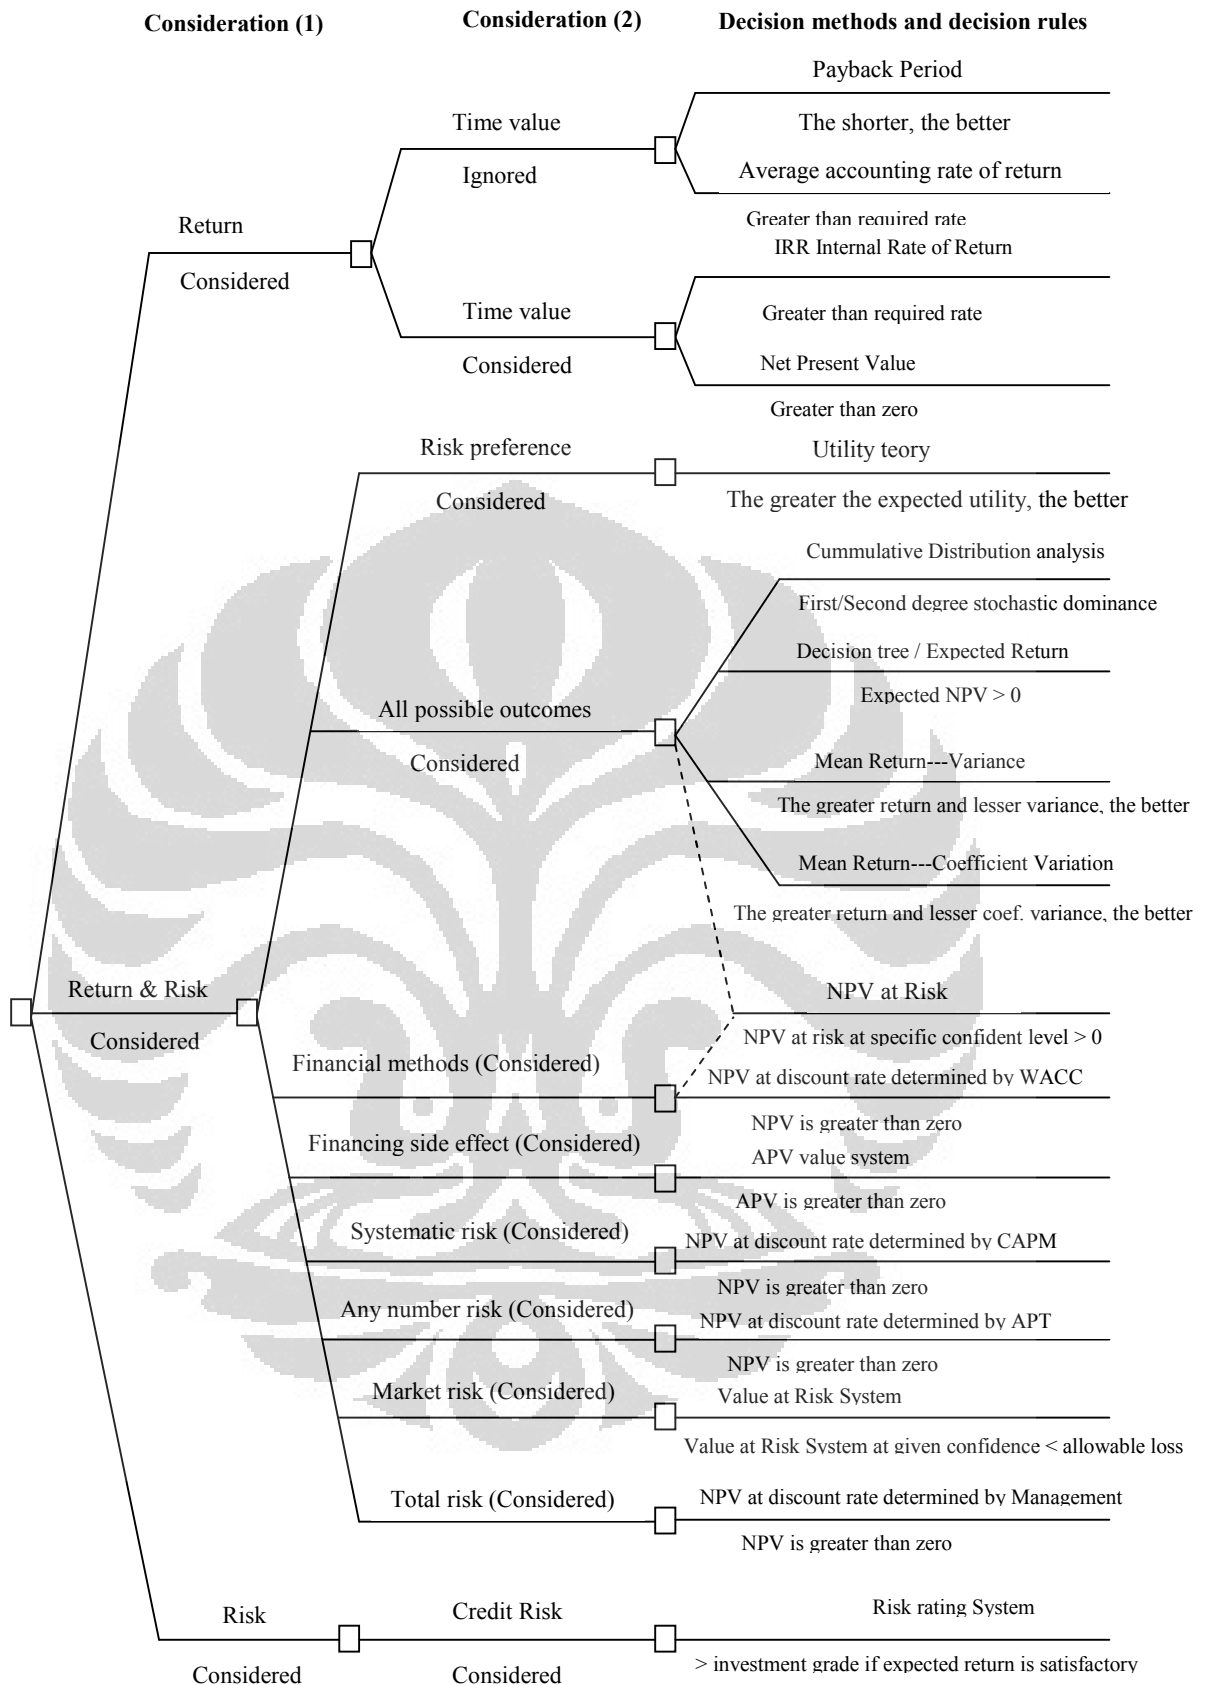 Consideration (1)
Consideration (2)
Decision methods and decision rules
Payback Period
Time value
The shorter, the better
Ignored
Average accounting rate of return
Return
Greater than required rate
IRR Internal Rate of Return
Considered
Time value
Greater than required rate
Considered
Net Present Value
Greater than zero
Risk preference
Utility teory
Considered
The greater the expected utility, the better
Cummulative Distribution analysis
First/Second degree stochastic dominance
Decision tree / Expected Return
Expected NPV > 0
All possible outcomes
Considered
Mean Return---Variance
The greater return and lesser variance, the better
Mean Return---Coefficient Variation
The greater return and lesser coef. variance, the better
Return & Risk
NPV at Risk
Considered
NPV at risk at specific confident level > 0
Financial methods (Considered)
NPV at discount rate determined by WACC
NPV is greater than zero
Financing side effect (Considered)
APV value system
APV is greater than zero
Systematic risk (Considered)
NPV at discount rate determined by CAPM
NPV is greater than zero
Any number risk (Considered)
NPV at discount rate determined by APT
NPV is greater than zero
Market risk (Considered)
Value at Risk System
Value at Risk System at given confidence < allowable loss
Total risk (Considered)
NPV at discount rate determined by Management
NPV is greater than zero
Risk
Credit Risk
Risk rating System
Considered
Considered
> investment grade if expected return is satisfactory